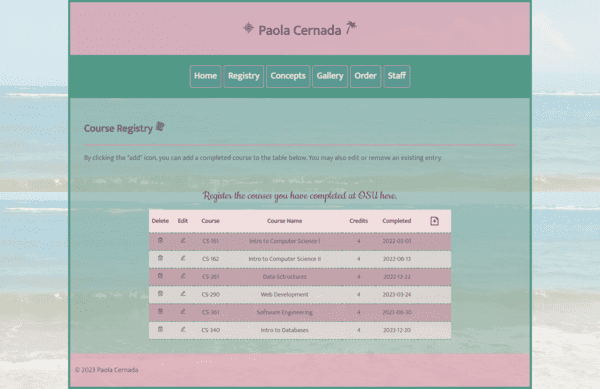 Paola Cernada
Home Registry Concepts Gallery Order Staff
Course Registry
By clicking the "add" icon, you can add a completed course to the table below. You may also edit or remove an existing entry.
Register the courses you have completed at OSU here.
Delete Edit Course Course Name Credits Completed
CS-161 Intro to Computer Science I 4 2022-03-01
CS-162 Intro to Computer Science II 4 2022-06-13
CS-261 Data Sctructures 4 2022-12-22
CS-290 Web Development 4 2023-03-24
CS-361 Software Engineering 4 2023-06-30
CS-340 Intro to Databases 4 2023-12-20
© 2023 Paola Cernada